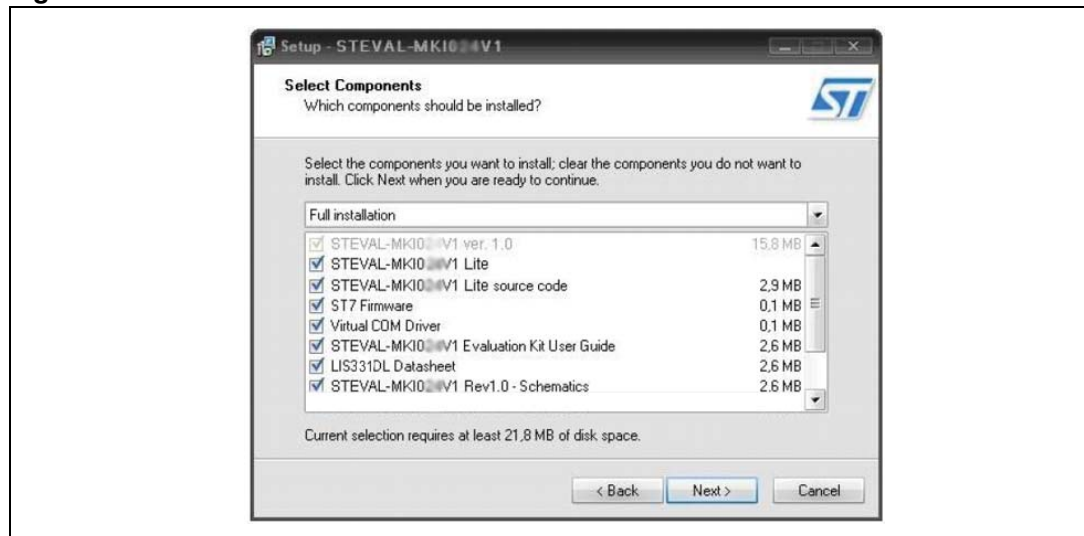 Setup -
Select Components
Which components should be installed?
ST
Select the components you want to install; clear the components you do not want to
install. Click Next when you are ready to continue.
Full installation
ver. 1.0 15,8 MB
Lite
Lite source code 2,9 MB
ST7 Firmware 0,1 MB
Virtual COM Driver 0,1 MB
Evaluation Kit User Guide 2,6 MB
LIS331DL Datasheet 2,6 MB
Rev1.0 - Schematics 2.6 MB
Current selection requires at least 21,8 MB of disk space.
< Back Next > Cancel